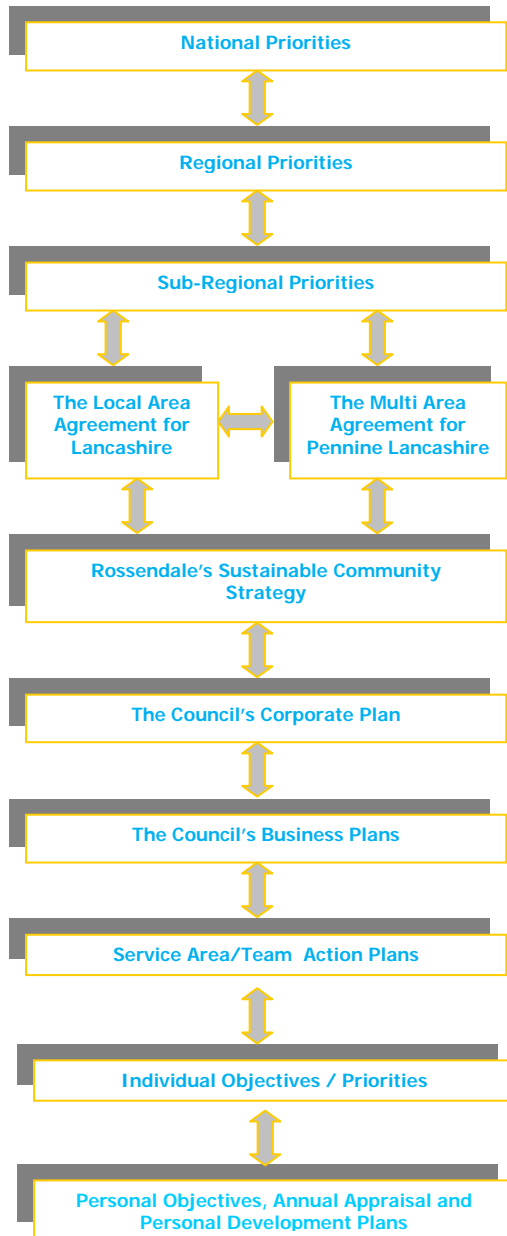 National Priorities
Regional Priorities
Sub-Regional Priorities
The Local Area
Agreement for
Lancashire
The Multi Area
Agreement for
Pennine Lancashire
Rossendale's Sustainable Community
Strategy
The Council's Corporate Plan
The Council's Business Plans
Service Area/Team  Action Plans
Individual Objectives / Priorities
Personal Objectives, Annual Appraisal and
Personal Development Plans